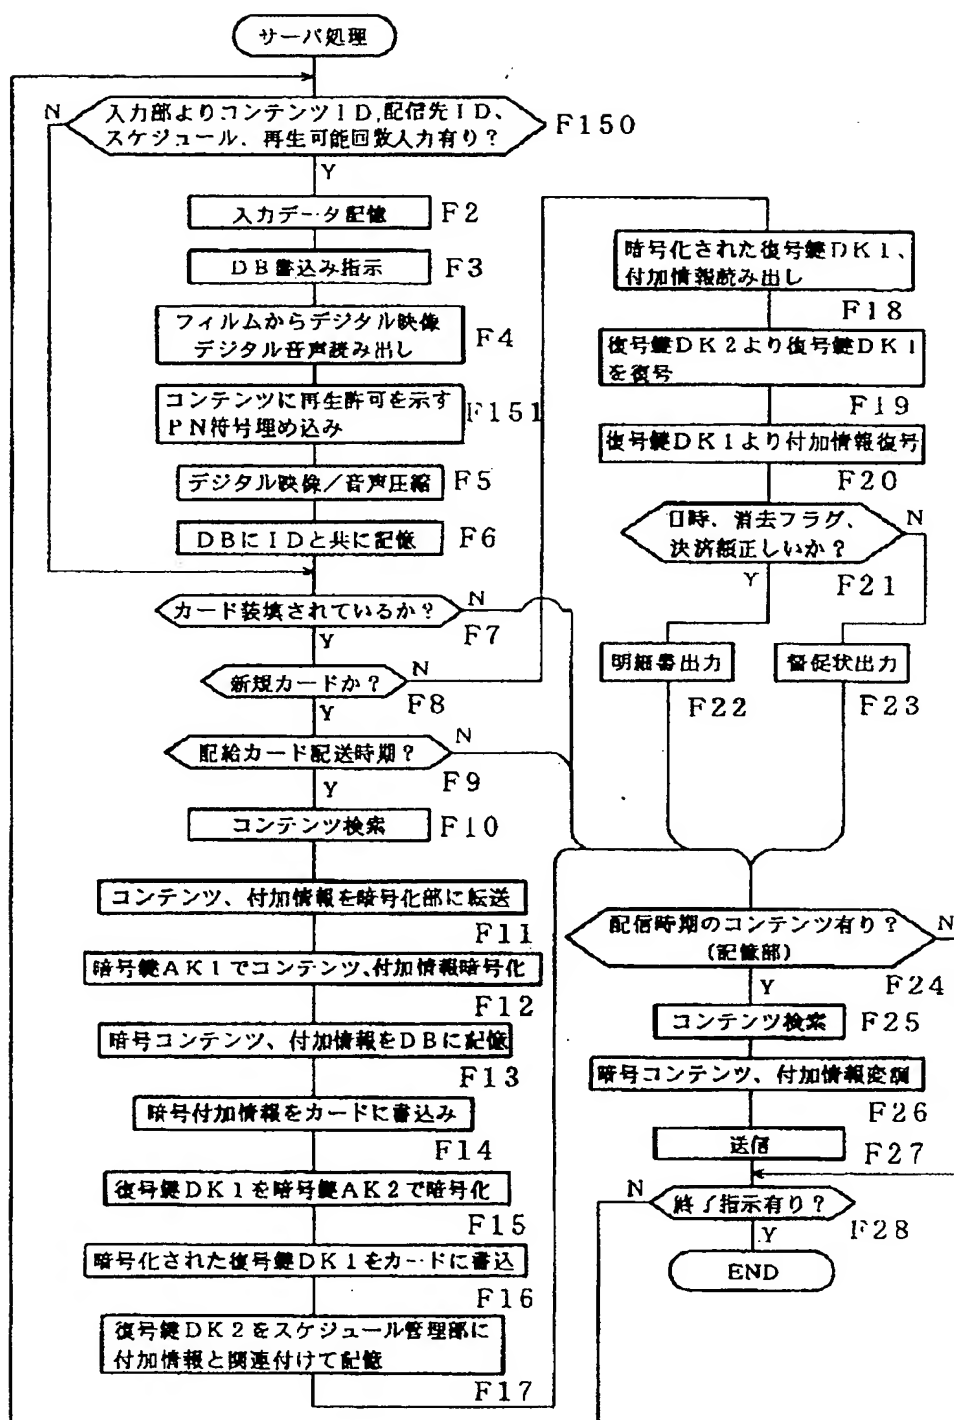 サーバ処理
N
入力部よりコンテンツID,配信先ID、
スケジュール、再生可能回数入力有り?
F150
Y
入力データ記憶
F2
DB書込み指示
F3
フィルムからデジタル映像
デジタル音声読み出し
F4
コンテンツに再生許可を示す
PN符号埋め込み
F151
デジタル映像/音声圧縮
F5
DBにIDと共に記憶
F6
カード装填されているか?
N
F7
Y
新規カードか?
N
F8
Y
配給カード配送時期?
N
F9
Y
コンテンツ検索
F10
コンテンツ、付加情報を暗号化部に転送
F11
暗号鍵AK1でコンテンツ、付加情報暗号化
F12
暗号コンテンツ、付加情報をDBに記憶
F13
暗号付加情報をカードに書込み
F14
復号鍵DK1を暗号鍵AK2で暗号化
F15
暗号化された復号鍵DK1をカードに書込
F16
復号鍵DK2をスケジュール管理部に
付加情報と関連付けて記憶
F17
暗号化された復号鍵DK1、
付加情報読み出し
F18
復号鍵DK2より復号鍵DK1
を復号
F19
復号鍵DK1より付加情報復号
F20
日時、消去フラグ、
決済額正しいか?
N
Y
F21
明細書出力
F22
督促状出力
F23
配信時期のコンテンツ有り?
(記憶部)
N
F24
Y
コンテンツ検索
F25
暗号コンテンツ、付加情報変調
F26
送信
F27
N
終了指示有り?
F28
Y
END